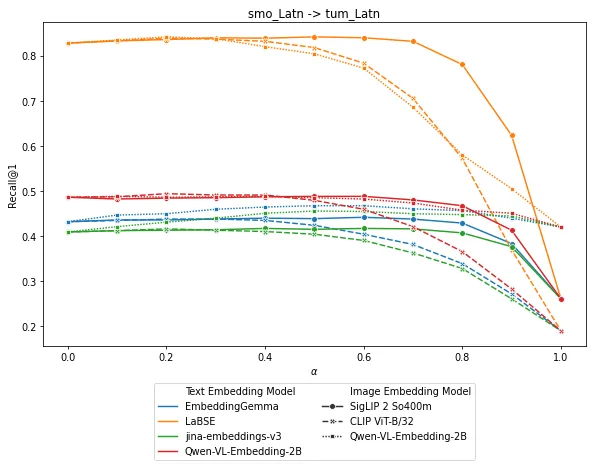 smo_Latn -> tum_Latn
Recall@1
0.8
0.7
0.6
0.5
0.4
0.3
0.2
0.0
0.2
0.4
0.6
0.8
1.0
α
Text Embedding Model
EmbeddingGemma
LaBSE
jina-embeddings-v3
Qwen-VL-Embedding-2B
Image Embedding Model
SigLIP 2 So400m
CLIP ViT-B/32
Qwen-VL-Embedding-2B